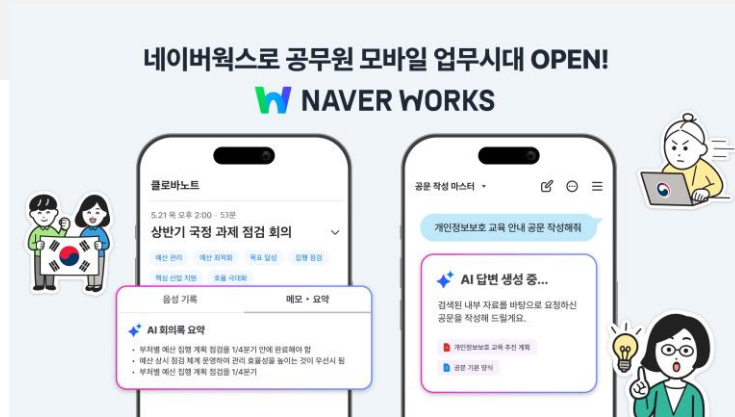 네이버웍스로 공무원 모바일 업무시대 OPEN!
NAVER WORKS
클로바노트
5.21 목 오후 2:00 · 53분
상반기 국정 과제 점검 회의
예산 관리 예산 최적화 목표 달성 집행 점검
핵심 산업 지원 효율 극대화
음성 기록 메모 · 요약
AI 회의록 요약
• 부처별 예산 집행 계획 점검을 1/4분기 안에 완료해야 함
• 예산 상시 점검 체계 운영하여 관리 효율성을 높이는 것이 우선시 됨
• 부처별 예산 집행 계획 점검을 1/4분기
공문 작성 마스터
개인정보보호 교육 안내 공문 작성해줘
AI 답변 생성 중...
검색된 내부 자료를 바탕으로 요청하신
공문을 작성해 드릴게요.
개인정보보호 교육 추진 계획
공문 기본 양식